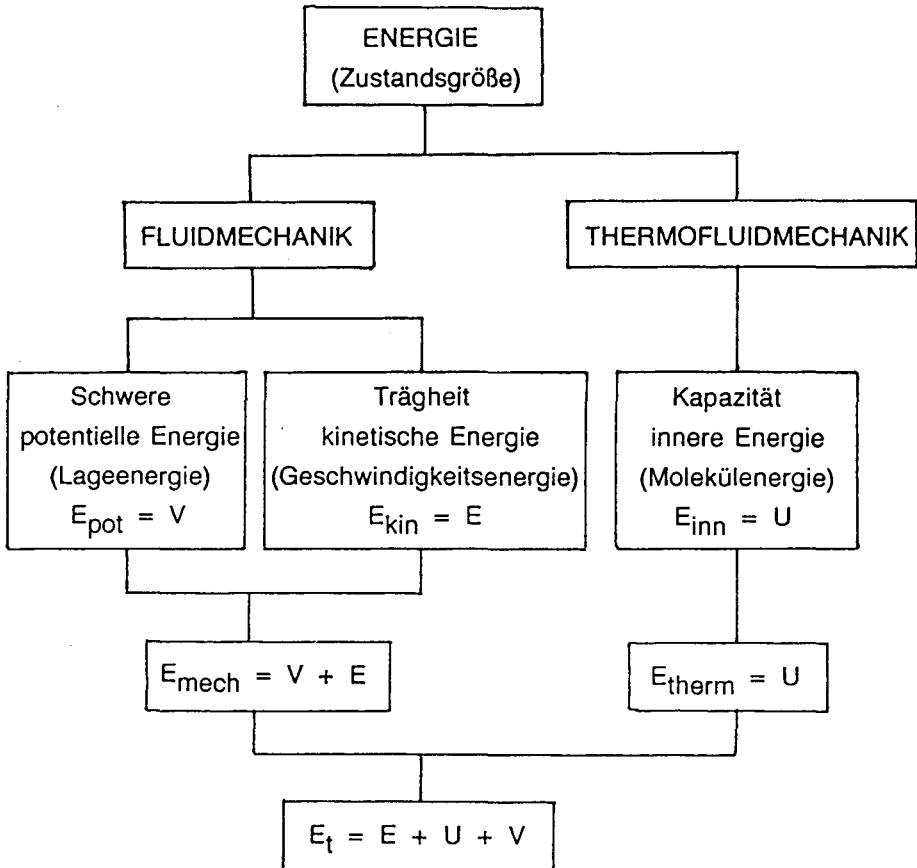 ENERGIE
(Zustandsgröße)
FLUIDMECHANIK
THERMOFLUIDMECHANIK
Schwere
potentielle Energie
(Lageenergie)
E_pot = V
Trägheit
kinetische Energie
(Geschwindigkeitsenergie)
E_kin = E
Kapazität
innere Energie
(Molekülenergie)
E_inn = U
E_mech = V + E
E_therm = U
E_t = E + U + V